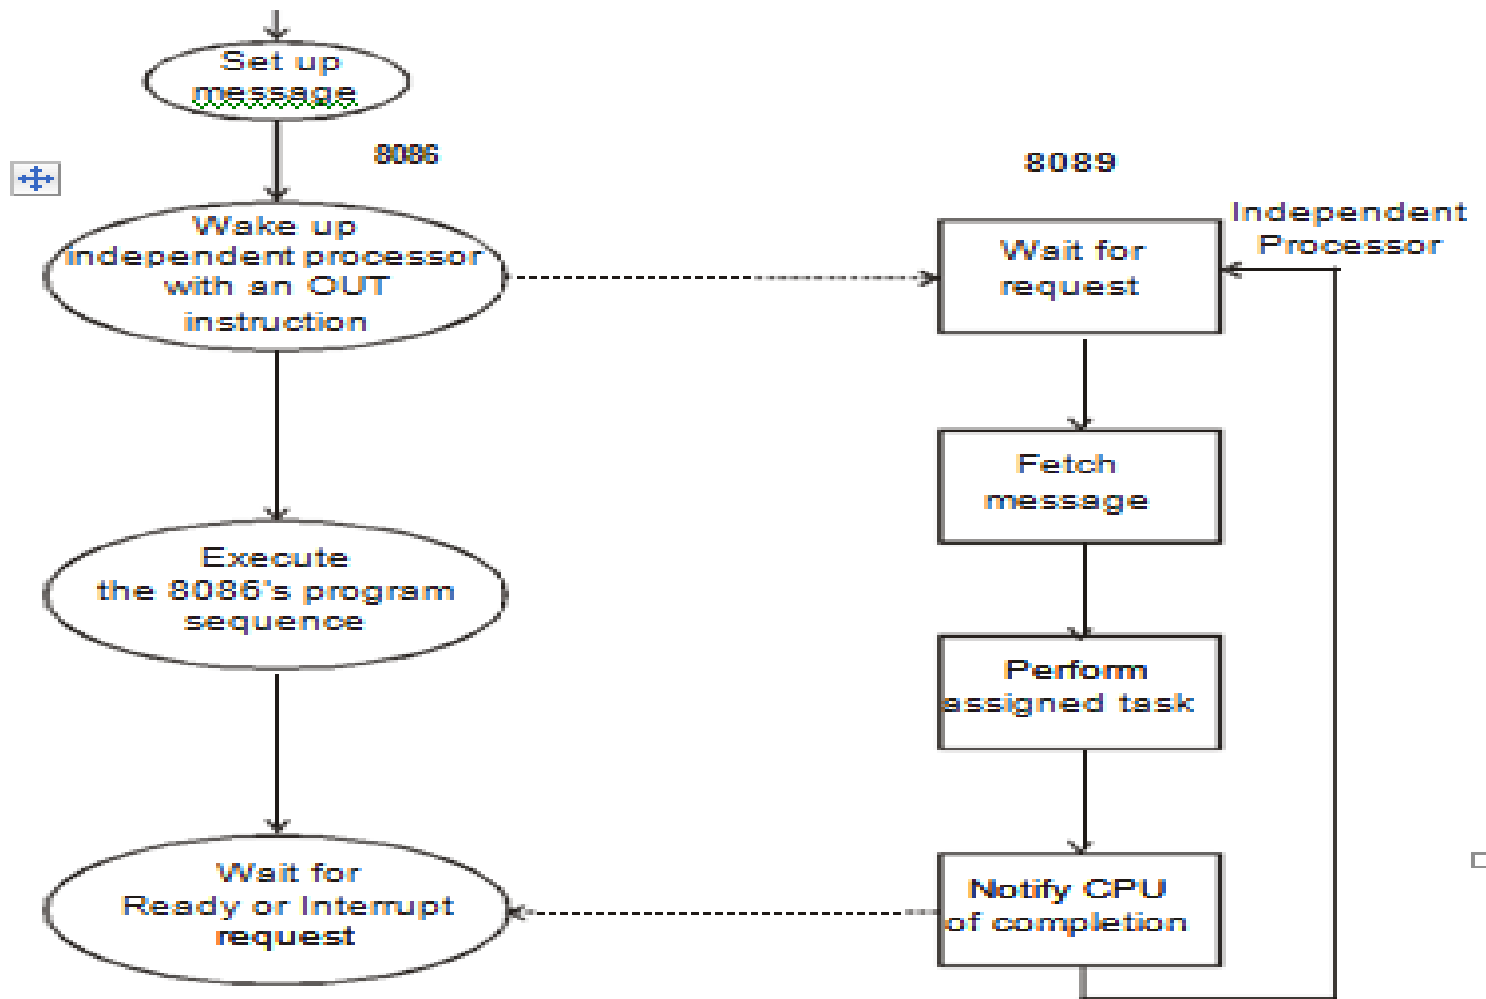 Set up
message
8086
Wake up
independent processor
with an OUT
instruction
Execute
the 8086's program
sequence
Wait for
Ready or Interrupt
request
8089
Independent
Processor
Wait for
request
Fetch
message
Perform
assigned task
Notify CPU
of completion